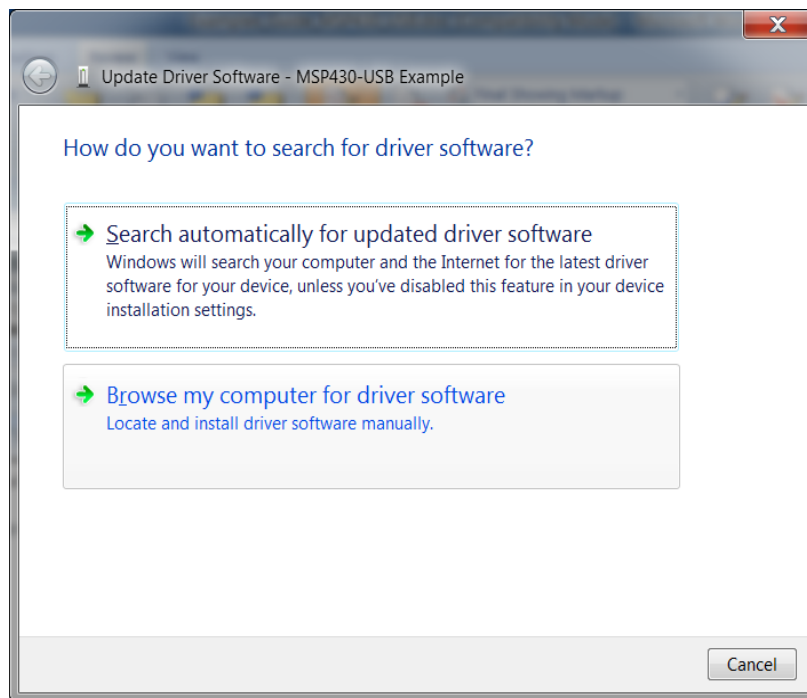 Update Driver Software - MSP430-USB Example
How do you want to search for driver software?
Search automatically for updated driver software
Windows will search your computer and the Internet for the latest driver
software for your device, unless you've disabled this feature in your device
installation settings.
Browse my computer for driver software
Locate and install driver software manually.
Cancel